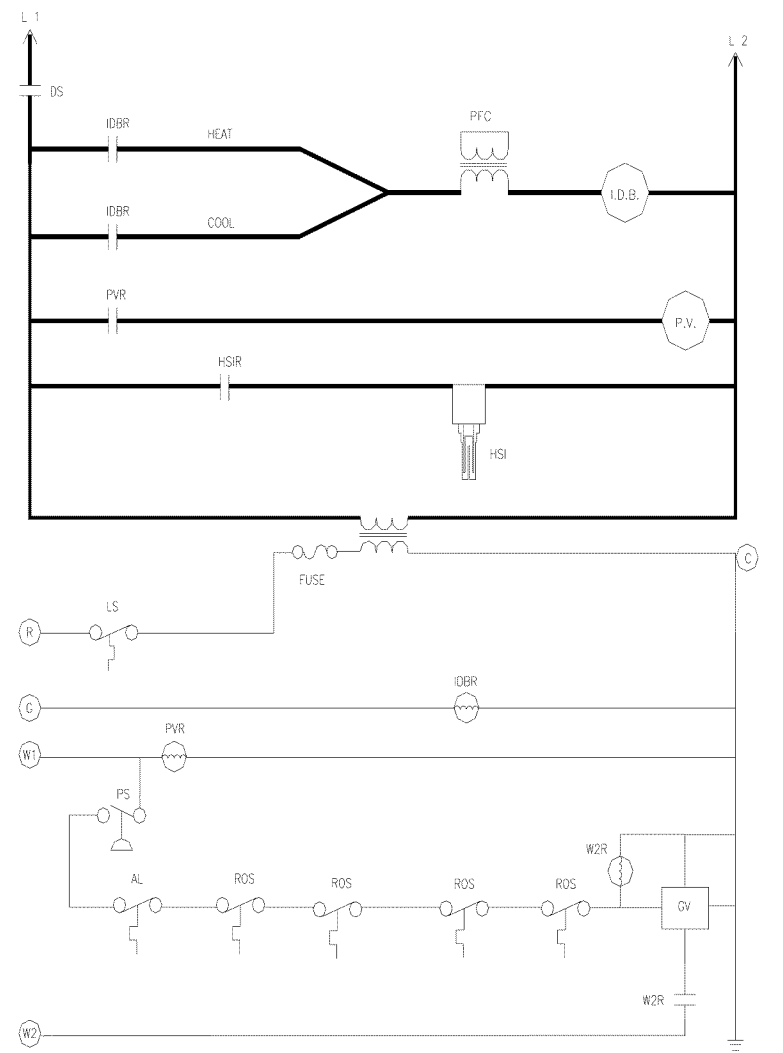 L 1
L 2
DS
IDBR
HEAT
PFC
I.D.B.
IDBR
COOL
PVR
P.V.
HSIR
HSI
FUSE
C
LS
R
IDBR
G
PVR
W1
PS
W2R
AL
ROS
ROS
ROS
ROS
GV
W2R
W2